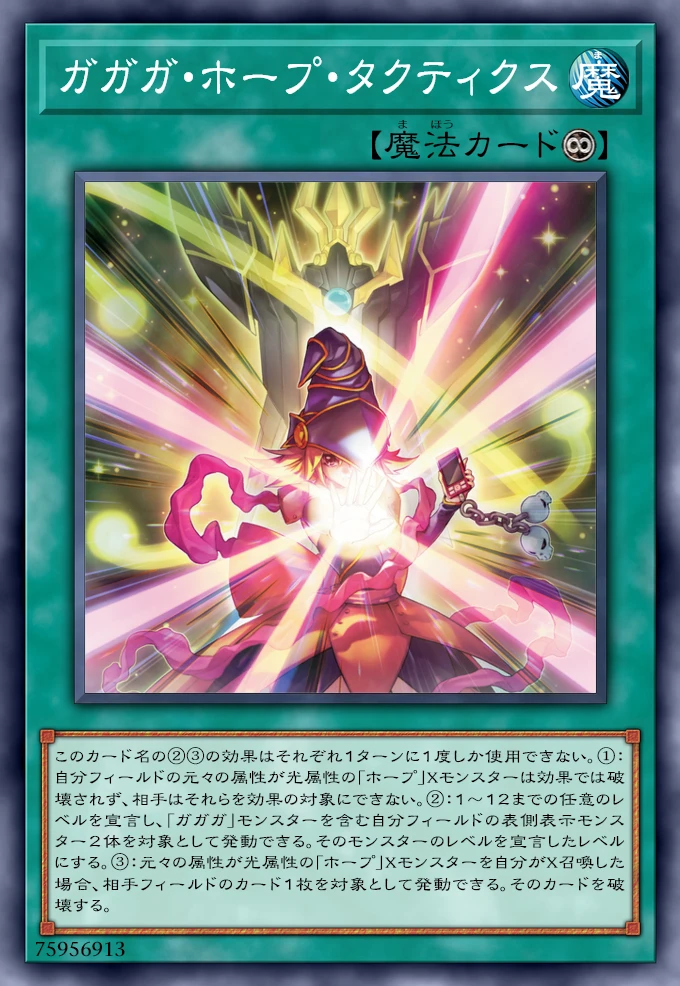 ガガガ・ホープ・タクティクス
ま
魔
ま ほう
【魔法カード♾】
このカード名の②③の効果はそれぞれ1ターンに1度しか使用できない。①：
自分フィールドの元々の属性が光属性の「ホープ」Xモンスターは効果では破
壊されず、相手はそれらを効果の対象にできない。②：1～12までの任意のレ
ベルを宣言し、「ガガガ」モンスターを含む自分フィールドの表側表示モンス
ター2体を対象として発動できる。そのモンスターのレベルを宣言したレベル
にする。③：元々の属性が光属性の「ホープ」Xモンスターを自分がX召喚した
場合、相手フィールドのカード1枚を対象として発動できる。そのカードを破
壊する。
75956913